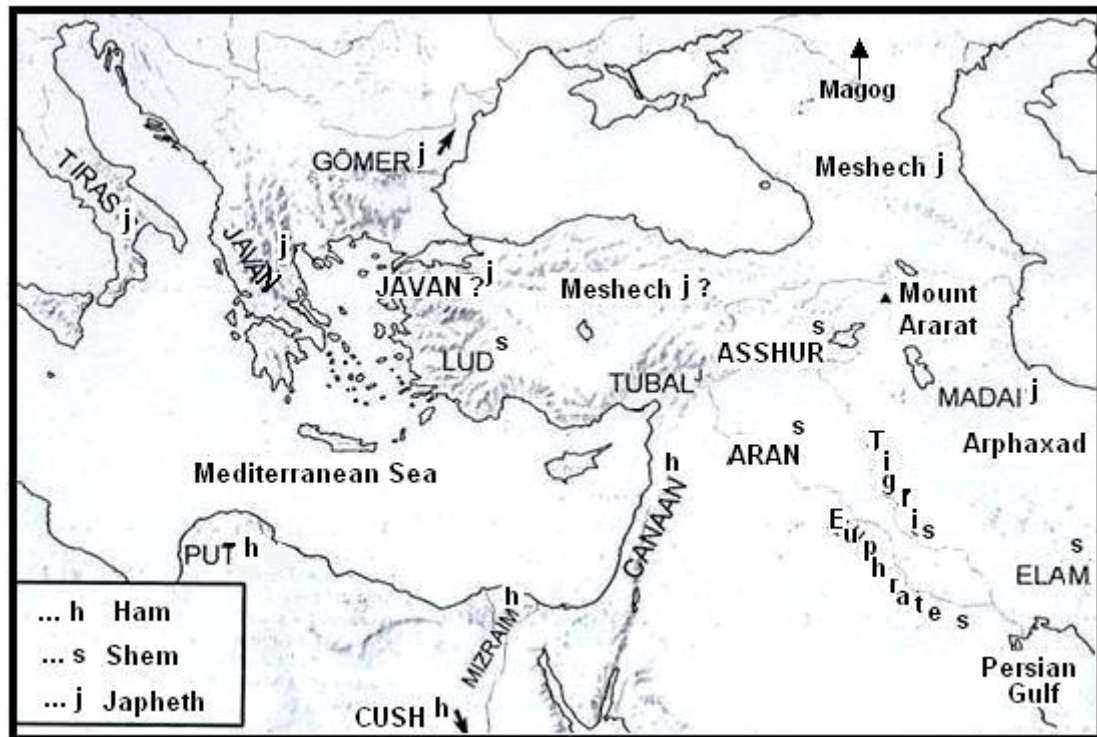 Magog
GÖMER j
Meshech j
TIRAS j
JAVAN j
j
JAVAN ? j
Meshech j ?
Mount
Ararat
s
ASSHUR
LUD s
TUBAL j
MADAI j
ARAN s
Arphaxad
Tigris
Mediterranean Sea
h
CANAAN
Euphrates
PUT h
s
ELAM
h
MIZRAIM
... h Ham
... s Shem
... j Japheth
Persian
Gulf
CUSH h